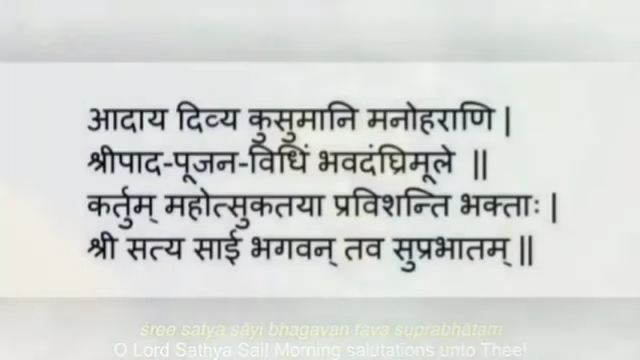 आदाय दिव्य कुसुमानि मनोहराणि |
श्रीपाद-पूजन-विधिं भवदंघ्रिमूले ||
कर्तुम् महोत्सुकतया प्रविशन्ति भक्ताः |
श्री सत्य साई भगवन् तव सुप्रभातम् ||
śree satya sāyi bhagavan tava suprabhātam
O Lord Sathya Sai! Morning salutations unto Thee!